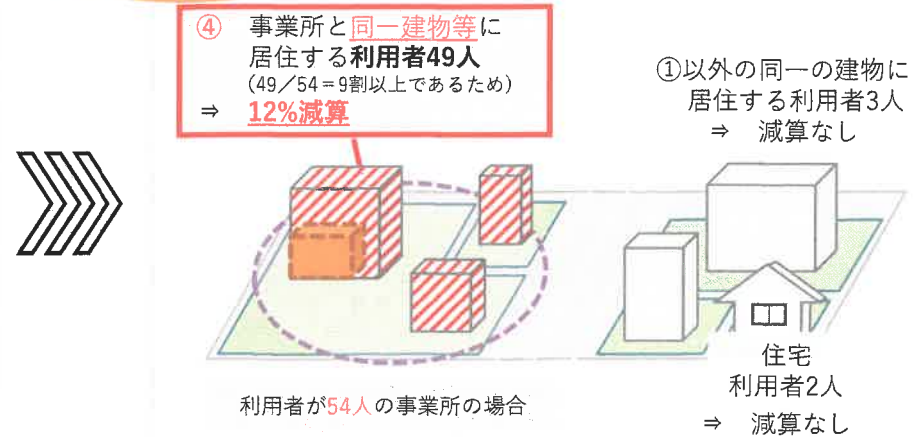 ④ 事業所と同一建物等に
居住する利用者49人
(49/54=9割以上であるため)
⇒ 12%減算
①以外の同一の建物に
居住する利用者3人
⇒ 減算なし
住宅
利用者2人
⇒ 減算なし
利用者が54人の事業所の場合